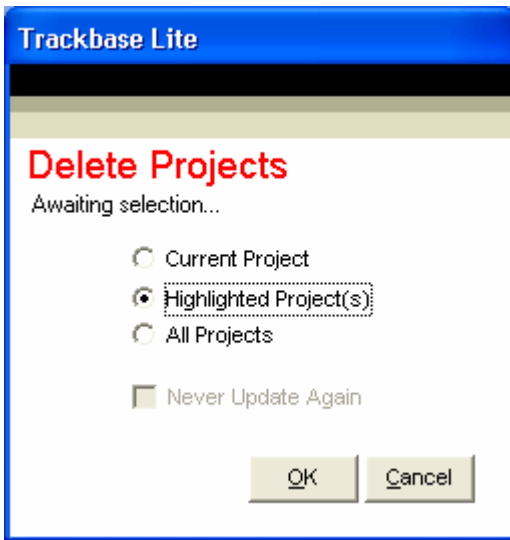 Trackbase Lite
Delete Projects
Awaiting selection...
Current Project
Highlighted Project(s)
All Projects
Never Update Again
OK Cancel